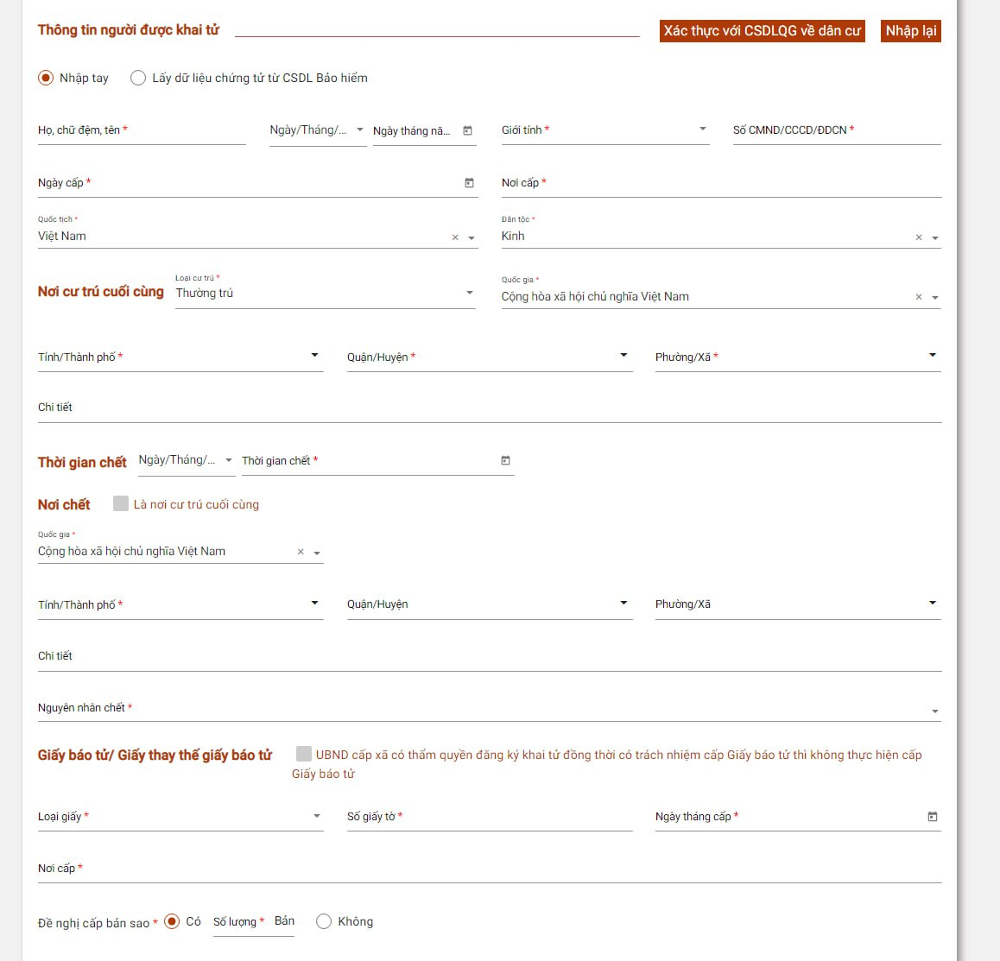 Thông tin người được khai tử Xác thực với CSDLQG về dân cư Nhập lại
Nhập tay Lấy dữ liệu chứng tử từ CSDL Bảo hiểm
Họ, chữ đệm, tên * Ngày/Tháng/... Ngày tháng nă... Giới tính * Số CMND/CCCD/ĐDCN *
Ngày cấp * Nơi cấp *
Quốc tịch * Dân tộc *
Việt Nam × Kinh ×
Loại cư trú * Quốc gia *
Nơi cư trú cuối cùng Thường trú Cộng hòa xã hội chủ nghĩa Việt Nam ×
Tỉnh/Thành phố * Quận/Huyện * Phường/Xã *
Chi tiết
Thời gian chết Ngày/Tháng/... Thời gian chết *
Nơi chết Là nơi cư trú cuối cùng
Quốc gia *
Cộng hòa xã hội chủ nghĩa Việt Nam ×
Tỉnh/Thành phố * Quận/Huyện Phường/Xã
Chi tiết
Nguyên nhân chết *
Giấy báo tử/ Giấy thay thế giấy báo tử UBND cấp xã có thẩm quyền đăng ký khai tử đồng thời có trách nhiệm cấp Giấy báo tử thì không thực hiện cấp
Giấy báo tử
Loại giấy * Số giấy tờ * Ngày tháng cấp *
Nơi cấp *
Đề nghị cấp bản sao * Có Số lượng * Bản Không